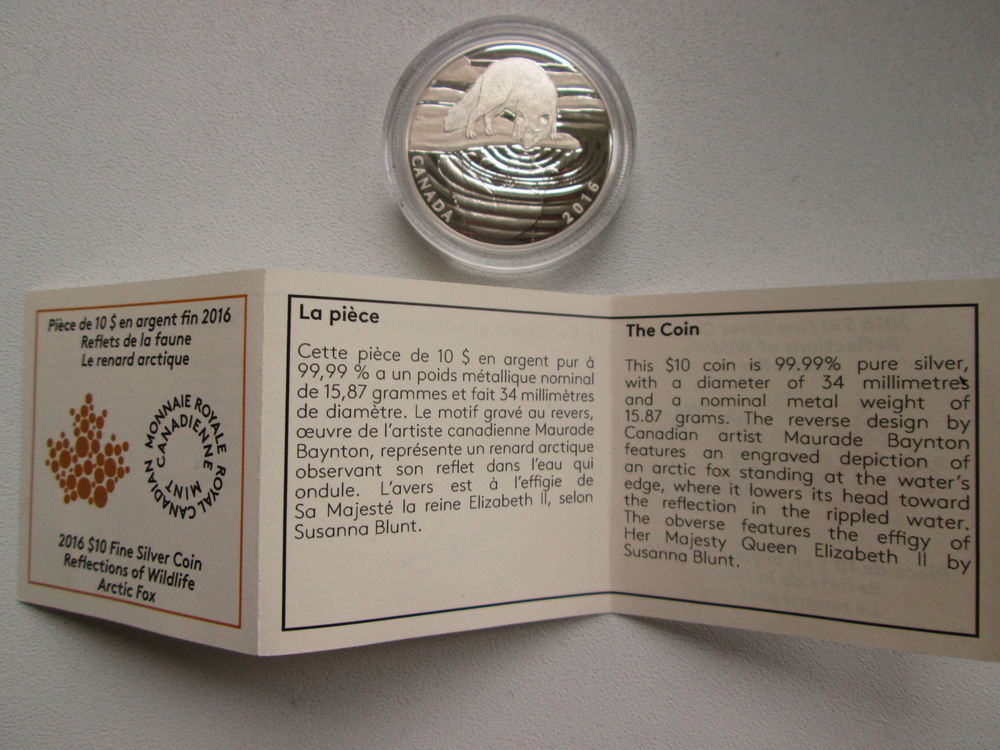 CANADA
2016
Pièce de 10 $ en argent fin 2016
Reflets de la faune
Le renard arctique
MONNAIE ROYALE CANADIENNE
ROYAL CANADIAN MINT
2016 $10 Fine Silver Coin
Reflections of Wildlife
Arctic Fox
La pièce
Cette pièce de 10 $ en argent pur à
99,99 % a un poids métallique nominal
de 15,87 grammes et fait 34 millimètres
de diamètre. Le motif gravé au revers,
œuvre de l'artiste canadienne Maurade
Baynton, représente un renard arctique
observant son reflet dans l'eau qui
ondule. L'avers est à l'effigie de
Sa Majesté la reine Elizabeth II, selon
Susanna Blunt.
The Coin
This $10 coin is 99.99% pure silver,
with a diameter of 34 millimetres
and a nominal metal weight of
15.87 grams. The reverse design by
Canadian artist Maurade Baynton
features an engraved depiction of
an arctic fox standing at the water's
edge, where it lowers its head toward
the reflection in the rippled water.
The obverse features the effigy of
Her Majesty Queen Elizabeth II by
Susanna Blunt.